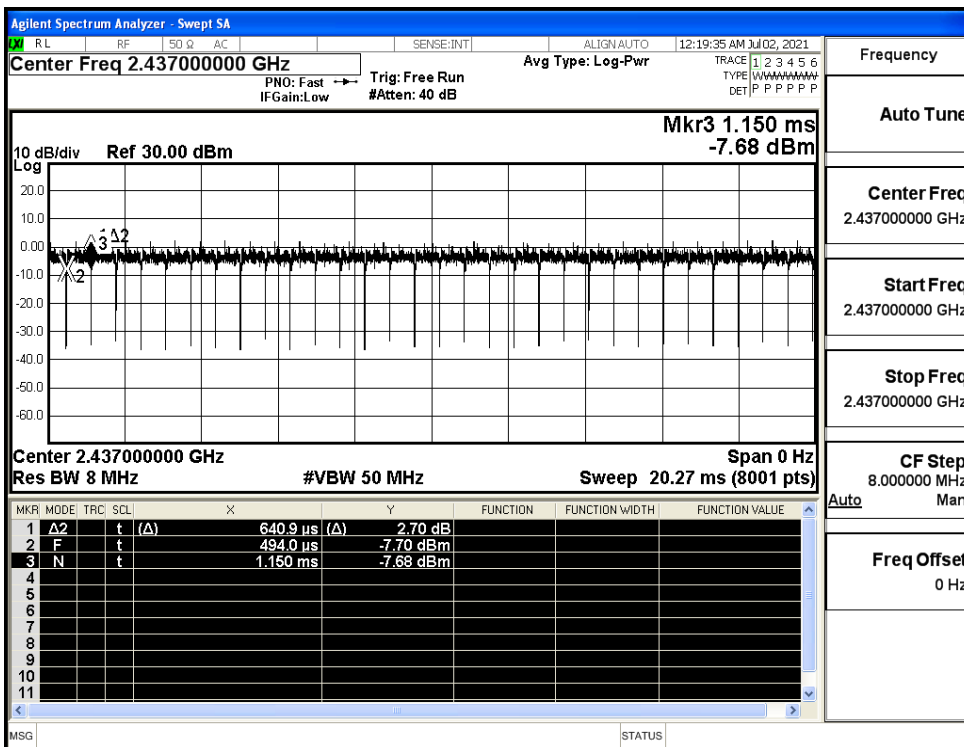 Agilent Spectrum Analyzer - Swept SA
LXI RL RF 50 Ω AC SENSE:INT ALIGN AUTO 12:19:35 AM Jul 02, 2021
Center Freq 2.437000000 GHz
PNO: Fast
IFGain:Low
Trig: Free Run
#Atten: 40 dB
Avg Type: Log-Pwr
TRACE 1 2 3 4 5 6
TYPE WWWWWW
DET P P P P P P
Mkr3 1.150 ms
-7.68 dBm
10 dB/div Ref 30.00 dBm
Log
20.0
10.0
0.00
-10.0
-20.0
-30.0
-40.0
-50.0
-60.0
3 1Δ2
2
Center 2.437000000 GHz Span 0 Hz
Res BW 8 MHz #VBW 50 MHz Sweep 20.27 ms (8001 pts)
MKR MODE TRC SCL X Y FUNCTION FUNCTION WIDTH FUNCTION VALUE
1 Δ2 t (Δ) 640.9 µs (Δ) 2.70 dB
2 F t 494.0 µs -7.70 dBm
3 N t 1.150 ms -7.68 dBm
4
5
6
7
8
9
10
11
MSG STATUS
Frequency
Auto Tune
Center Freq
2.437000000 GHz
Start Freq
2.437000000 GHz
Stop Freq
2.437000000 GHz
CF Step
8.000000 MHz
Auto Man
Freq Offset
0 Hz